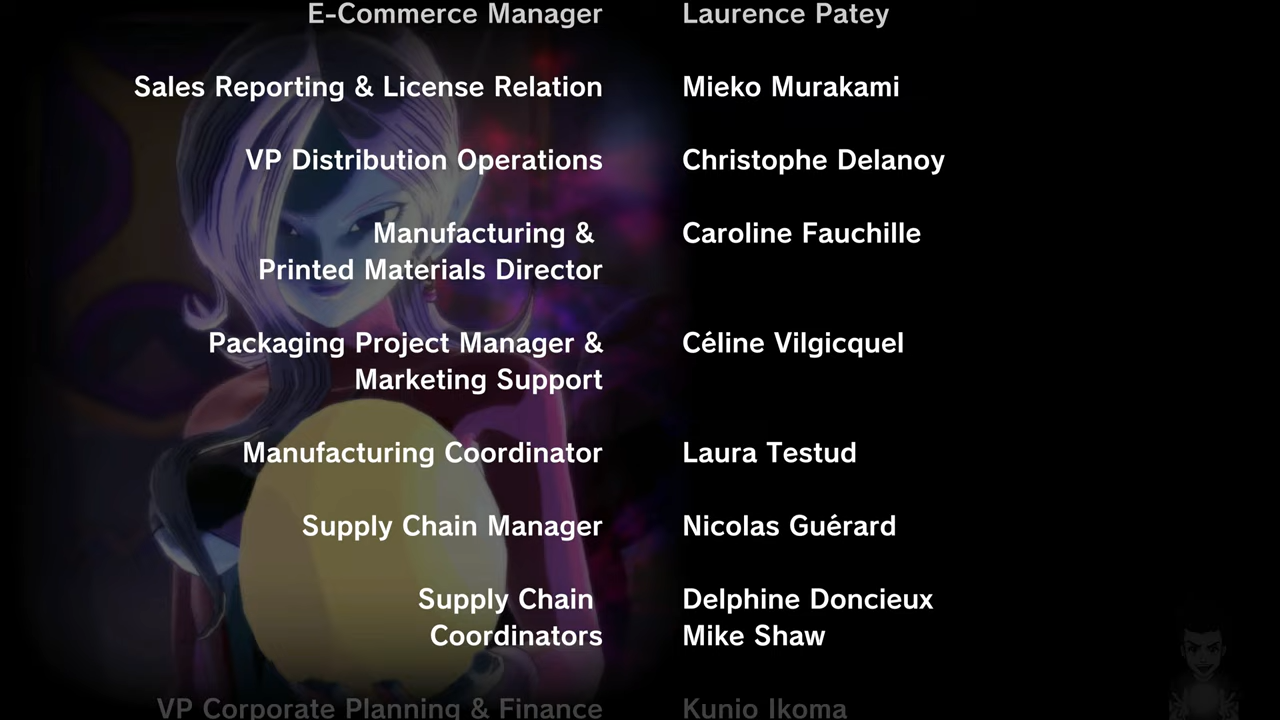 E-Commerce Manager Laurence Patey
Sales Reporting & License Relation Mieko Murakami
VP Distribution Operations Christophe Delanoy
Manufacturing & Caroline Fauchille
Printed Materials Director
Packaging Project Manager & Céline Vilgicquel
Marketing Support
Manufacturing Coordinator Laura Testud
Supply Chain Manager Nicolas Guérard
Supply Chain Delphine Doncieux
Coordinators Mike Shaw
VP Corporate Planning & Finance Kunio Ikoma